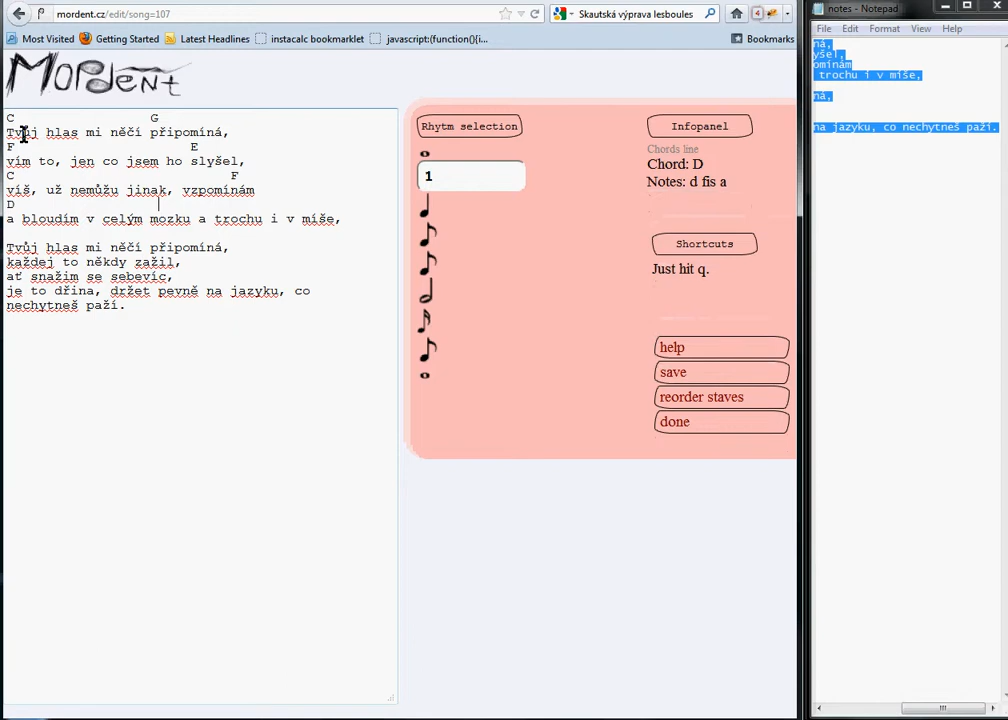 mordent.cz/edit/song=107
Skautská výprava lesboules
Most Visited
Getting Started
Latest Headlines
instacalc bookmarklet
javascript:(function(){i...
Bookmarks
Mordent
C G
Tvůj hlas mi něčí připomíná,
F E
vím to, jen co jsem ho slyšel,
C F
víš, už nemůžu jinak, vzpomínám
D
a bloudím v celým mozku a trochu i v míše,
Tvůj hlas mi něčí připomíná,
každej to někdy zažil,
ať snažim se sebevíc,
je to dřina, držet pevně na jazyku, co
nechytneš paží.
Rhytm selection
1
Infopanel
Chords line
Chord: D
Notes: d fis a
Shortcuts
Just hit q.
help
save
reorder staves
done
notes - Notepad
File Edit Format View Help
ná,
yšel,
omínám
trochu i v míše,
ná,
na jazyku, co nechytneš paží.